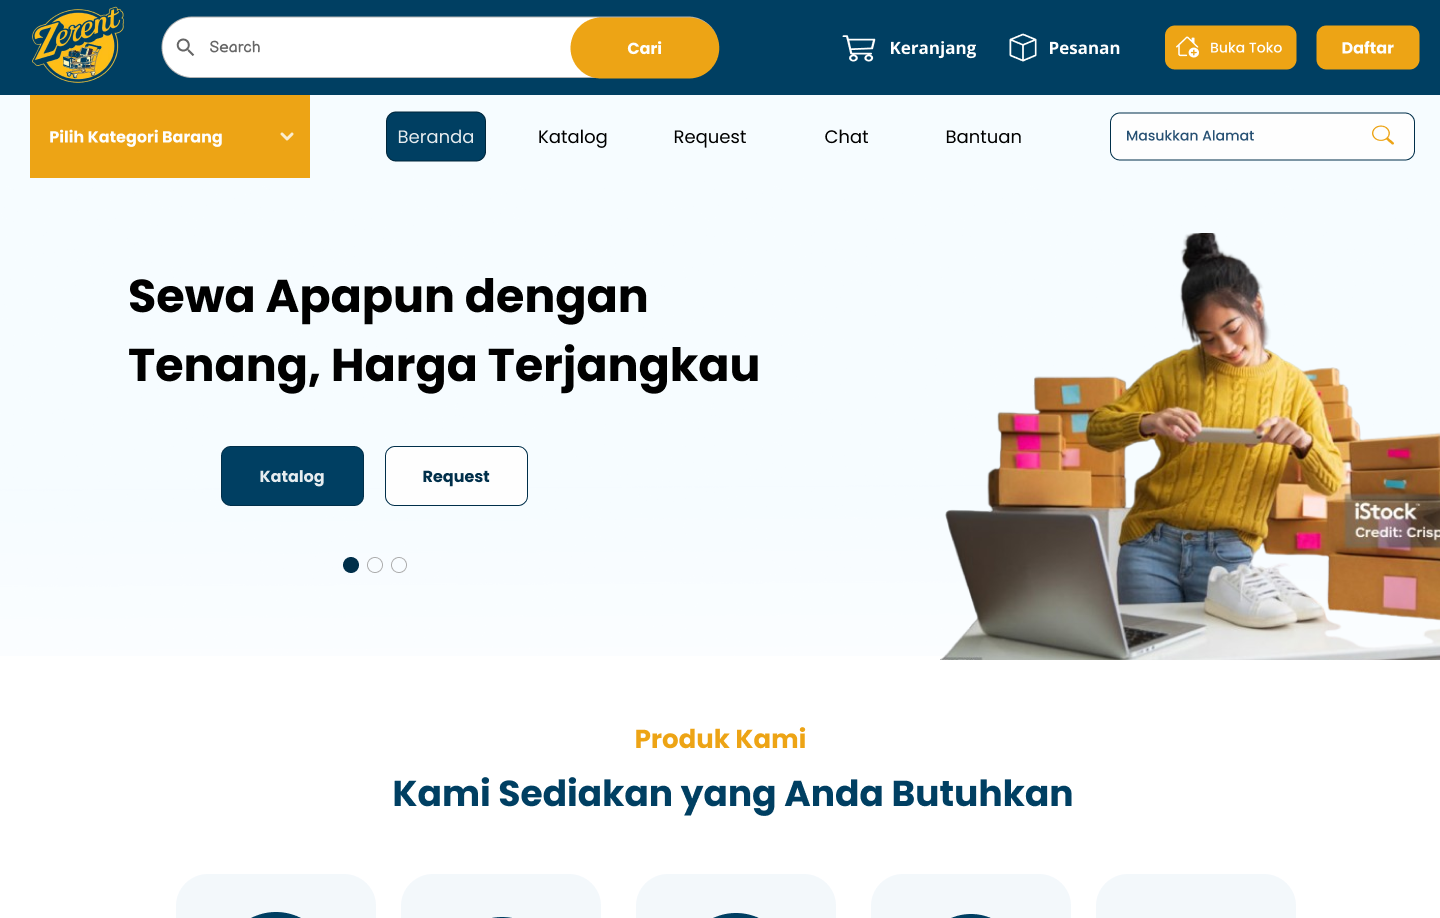 Zerent
Search
Cari
Keranjang
Pesanan
Buka Toko
Daftar
Pilih Kategori Barang
Beranda
Katalog
Request
Chat
Bantuan
Masukkan Alamat
Sewa Apapun dengan
Tenang, Harga Terjangkau
Katalog
Request
iStock
Credit: Crisp
Produk Kami
Kami Sediakan yang Anda Butuhkan